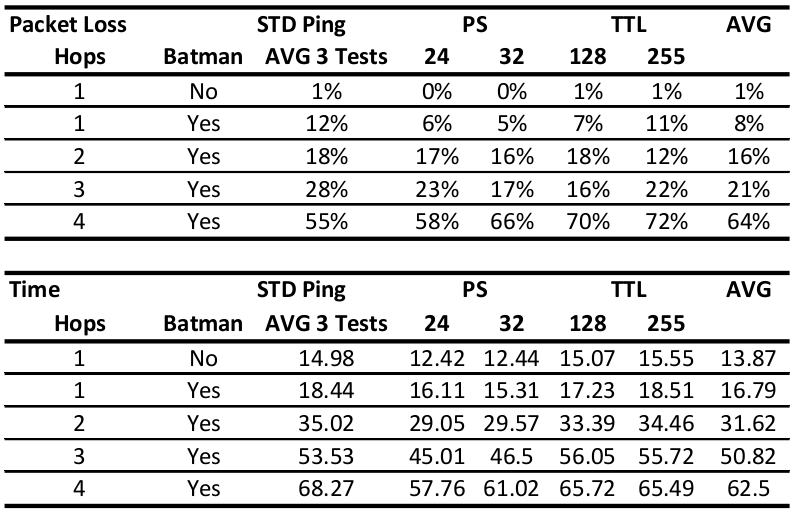 Packet Loss STD Ping PS TTL AVG
Hops Batman AVG 3 Tests 24 32 128 255
1 No 1% 0% 0% 1% 1% 1%
1 Yes 12% 6% 5% 7% 11% 8%
2 Yes 18% 17% 16% 18% 12% 16%
3 Yes 28% 23% 17% 16% 22% 21%
4 Yes 55% 58% 66% 70% 72% 64%
Time STD Ping PS TTL AVG
Hops Batman AVG 3 Tests 24 32 128 255
1 No 14.98 12.42 12.44 15.07 15.55 13.87
1 Yes 18.44 16.11 15.31 17.23 18.51 16.79
2 Yes 35.02 29.05 29.57 33.39 34.46 31.62
3 Yes 53.53 45.01 46.5 56.05 55.72 50.82
4 Yes 68.27 57.76 61.02 65.72 65.49 62.5